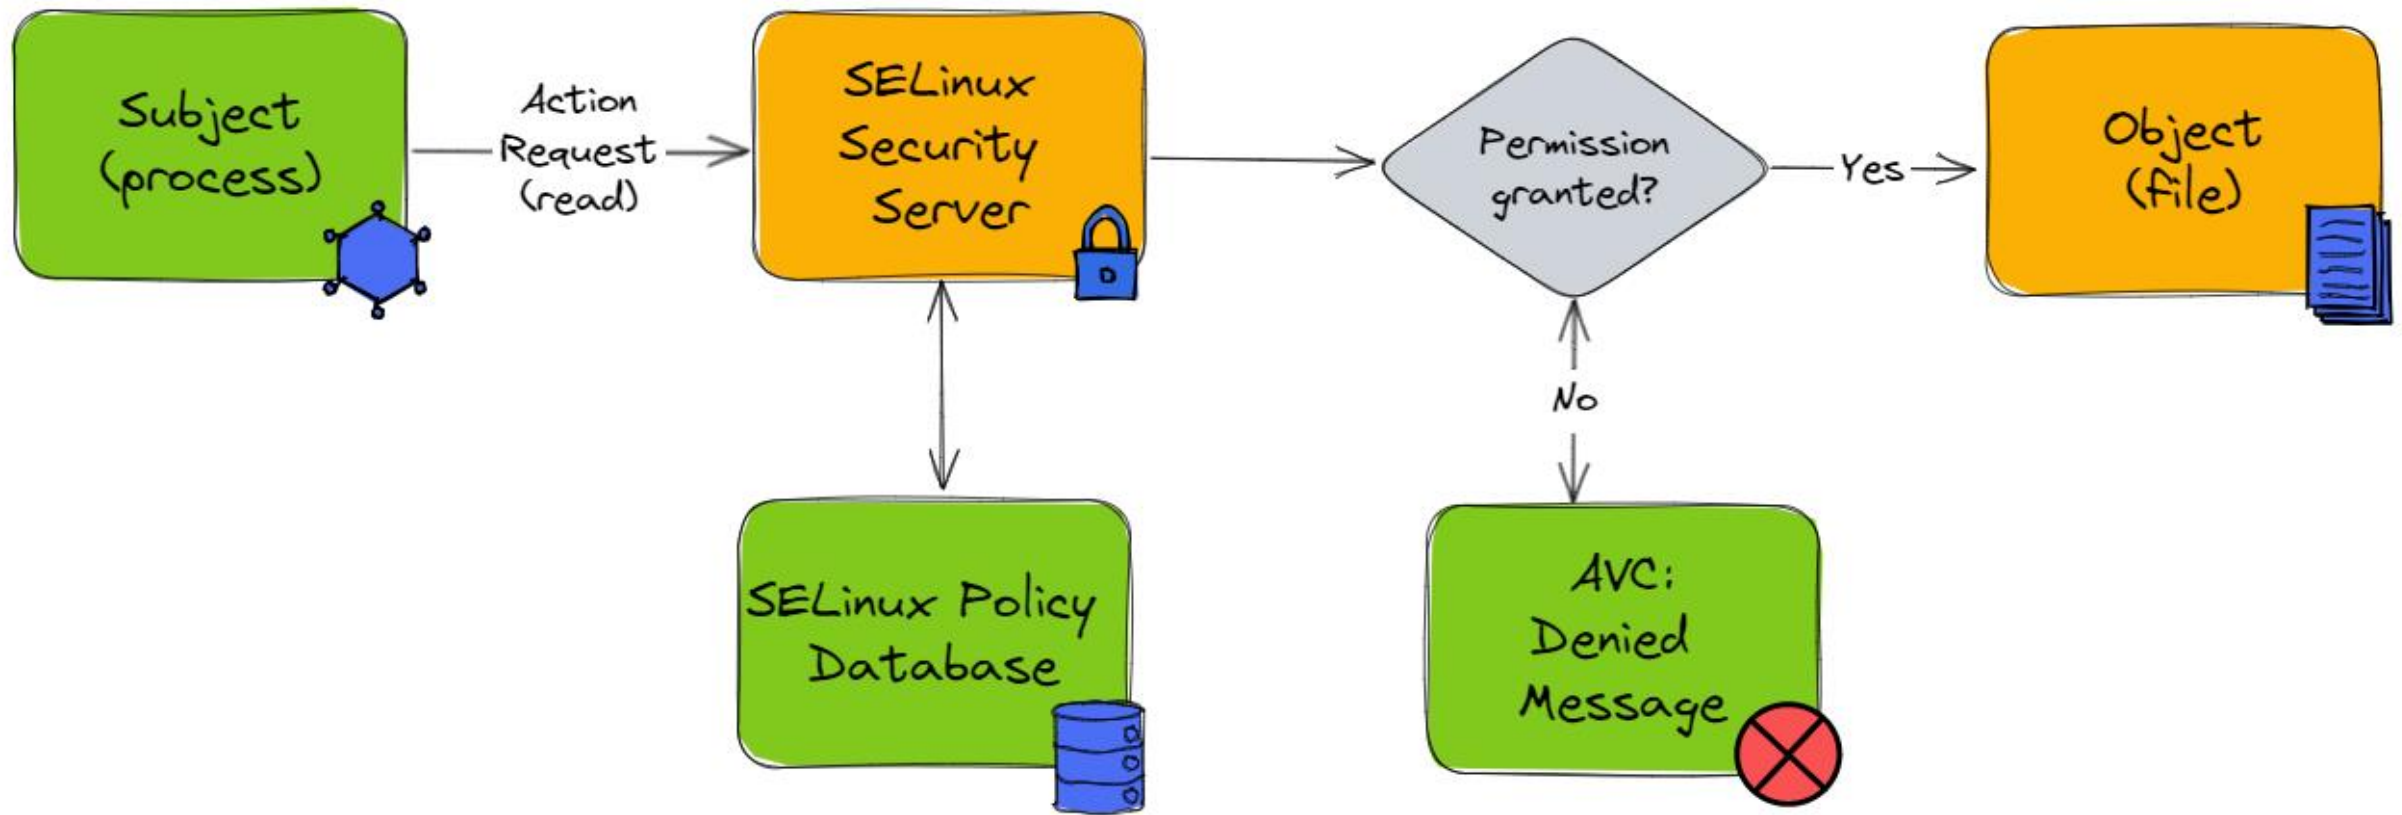 Subject
(process)
Action
Request
(read)
SELinux
Security
Server
Permission
granted?
Yes
Object
(file)
No
SELinux Policy
Database
AVC:
Denied
Message